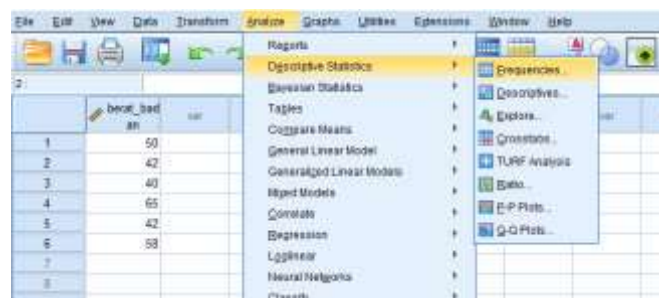 File Edit View Data Transform Analyze Graphs Utilities Extensions Window Help
Reports
Descriptive Statistics
Bayesian Statistics
Tables
Compare Means
General Linear Model
Generalized Linear Models
Mixed Models
Correlate
Regression
Loglinear
Neural Networks
Classify
Frequencies...
Descriptives...
Explore...
Crosstabs...
TURF Analysis
Ratio...
P-P Plots...
Q-Q Plots...
2
berat_bad
an
var
var
1 50
2 42
3 40
4 65
5 42
6 58
7
8